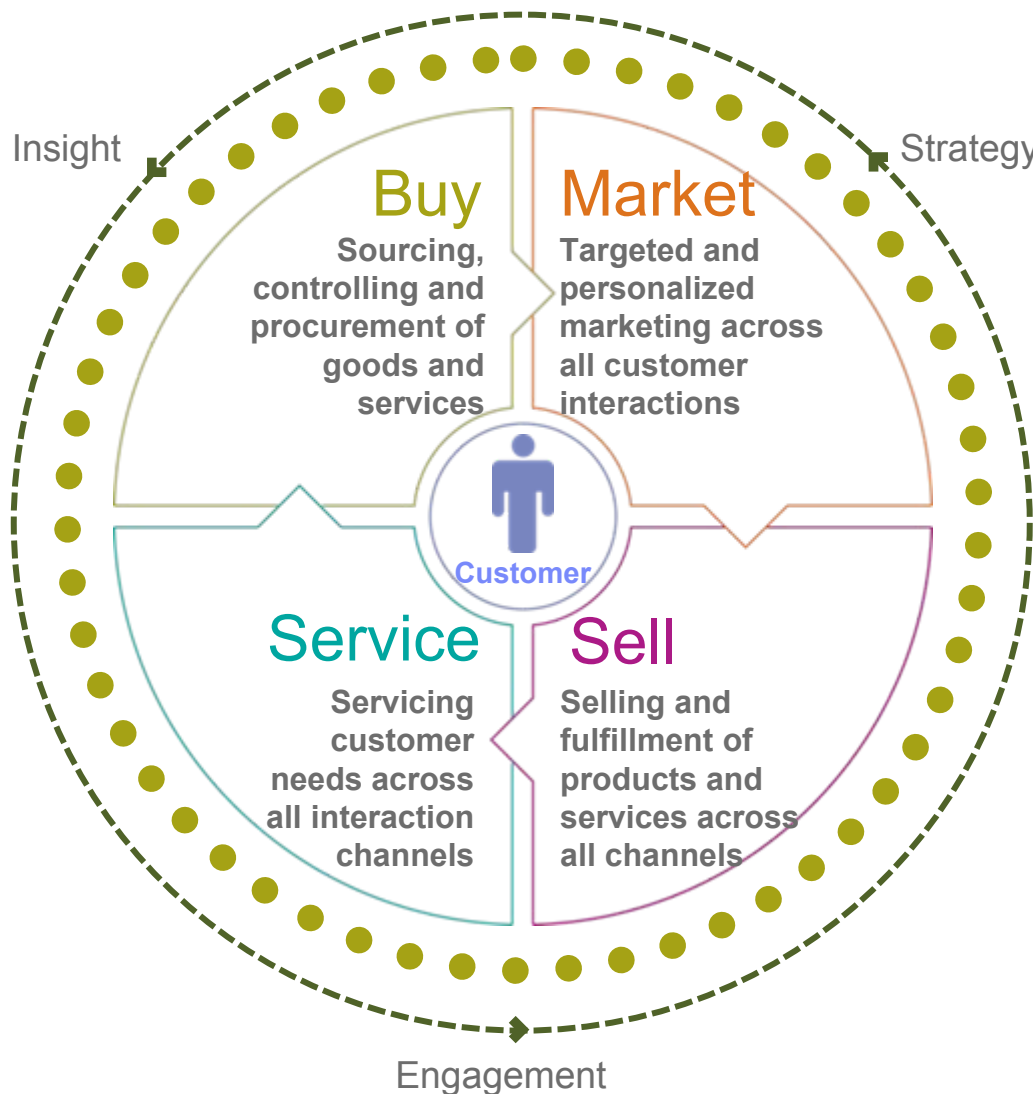 Insight
Strategy
Buy
Sourcing,
controlling and
procurement of
goods and
services
Market
Targeted and
personalized
marketing across
all customer
interactions
Customer
Service
Servicing
customer
needs across
all interaction
channels
Sell
Selling and
fulfillment of
products and
services across
all channels
Engagement